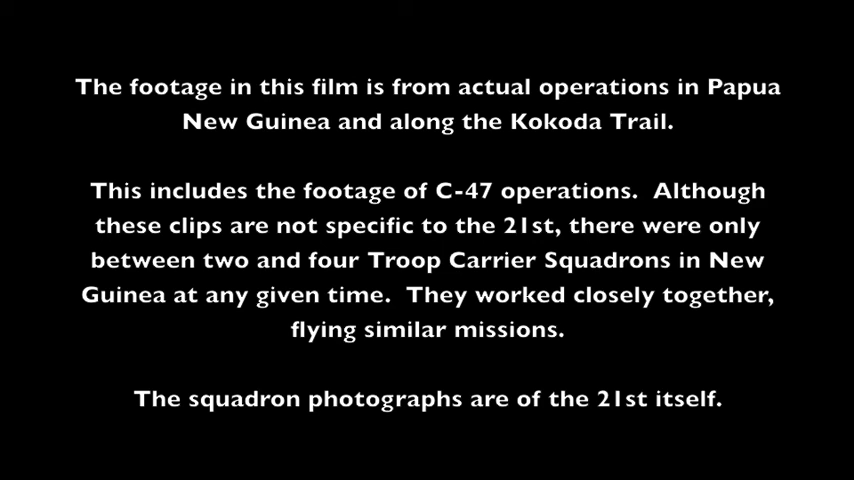 The footage in this film is from actual operations in Papua
New Guinea and along the Kokoda Trail.
This includes the footage of C-47 operations.  Although
these clips are not specific to the 21st, there were only
between two and four Troop Carrier Squadrons in New
Guinea at any given time.  They worked closely together,
flying similar missions.
The squadron photographs are of the 21st itself.